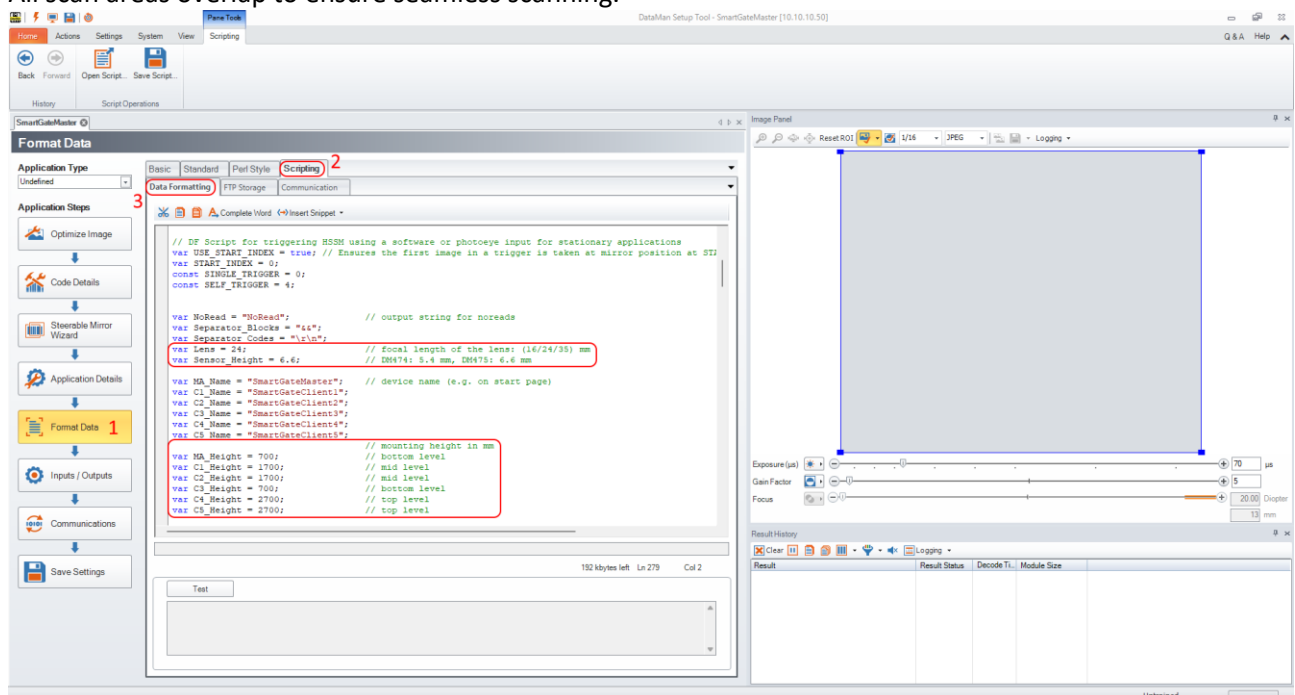 All scan areas overlap to ensure seamless scanning.
Pane Tools
DataMan Setup Tool - SmartGateMaster [10.10.10.50]
Home Actions Settings System View Scripting
Q & A Help
Back Forward Open Script... Save Script...
History Script Operations
SmartGateMaster
Format Data
Application Type
Undefined
Application Steps
Optimize Image
Code Details
Steerable Mirror
Wizard
Application Details
Format Data 1
Inputs / Outputs
Communications
Save Settings
Basic Standard Perl Style Scripting 2
3 Data Formatting FTP Storage Communication
Complete Word Insert Snippet
// DF Script for triggering HSSM using a software or photoeye input for stationary applications
var USE_START_INDEX = true; // Ensures the first image in a trigger is taken at mirror position at STA
var START_INDEX = 0;
const SINGLE_TRIGGER = 0;
const SELF_TRIGGER = 4;
var NoRead = "NoRead"; // output string for noreads
var Separator_Blocks = "&&";
var Separator_Codes = "\r\n";
var Lens = 24; // focal length of the lens: (16/24/35) mm
var Sensor_Height = 6.6; // DM474: 5.4 mm, DM475: 6.6 mm
var MA_Name = "SmartGateMaster"; // device name (e.g. on start page)
var C1_Name = "SmartGateClient1";
var C2_Name = "SmartGateClient2";
var C3_Name = "SmartGateClient3";
var C4_Name = "SmartGateClient4";
var C5_Name = "SmartGateClient5";
// mounting height in mm
var MA_Height = 700; // bottom level
var C1_Height = 1700; // mid level
var C2_Height = 1700; // mid level
var C3_Height = 700; // bottom level
var C4_Height = 2700; // top level
var C5_Height = 2700; // top level
192 kbytes left Ln 279 Col 2
Test
Image Panel
Reset ROI 1/16 JPEG Logging
Exposure (µs) 70 µs
Gain Factor 5
Focus 20.00 Diopter
13 mm
Result History
Clear Logging
Result Result Status Decode Ti... Module Size
Untrained